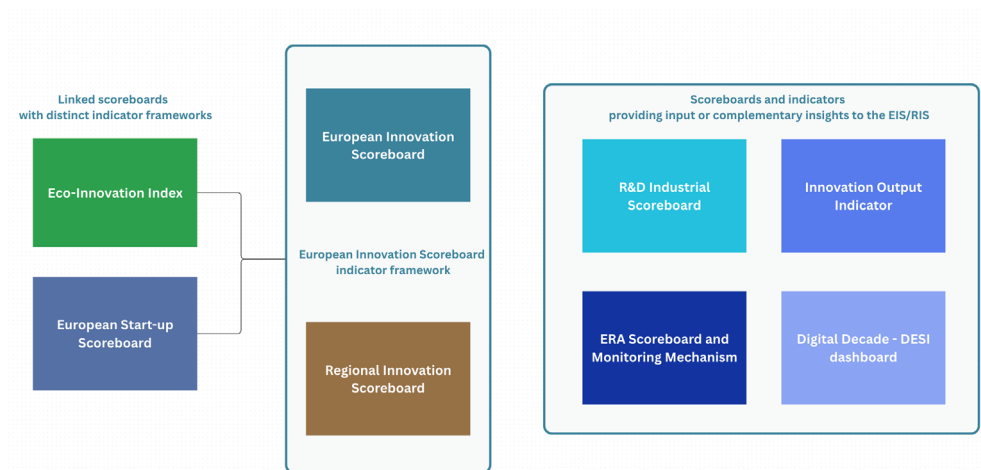 Linked scoreboards
with distinct indicator frameworks
Eco-Innovation Index
European Start-up
Scoreboard
European Innovation
Scoreboard
European Innovation Scoreboard
indicator framework
Regional Innovation
Scoreboard
Scoreboards and indicators
providing input or complementary insights to the EIS/RIS
R&D Industrial
Scoreboard
Innovation Output
Indicator
ERA Scoreboard and
Monitoring Mechanism
Digital Decade - DESI
dashboard